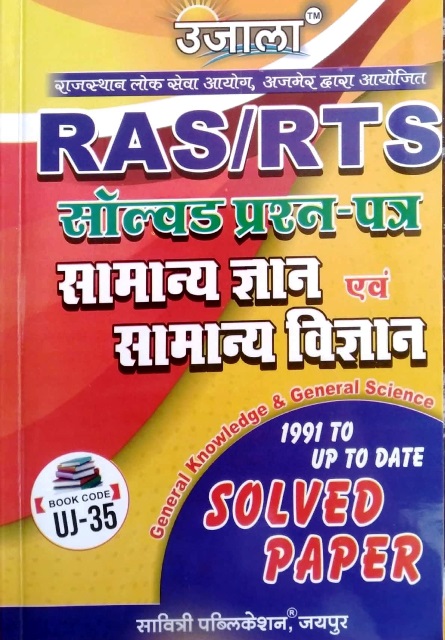 उजाला TM
राजस्थान लोक सेवा आयोग, अजमेर द्वारा आयोजित
RAS/RTS
सॉल्वड प्रश्न-पत्र
सामान्य ज्ञान एवं
सामान्य विज्ञान
General Knowledge & General Science
1991 TO
UP TO DATE
SOLVED
PAPER
BOOK CODE
UJ-35
सावित्री पब्लिकेशन,® जयपुर